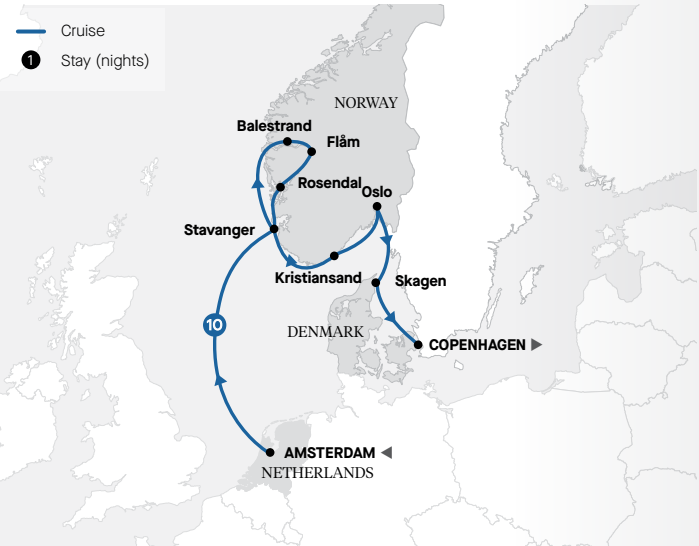 Cruise
1 Stay (nights)
NORWAY
Balestrand
Flåm
Rosendal
Oslo
Stavanger
Kristiansand
Skagen
10
DENMARK
COPENHAGEN
AMSTERDAM
NETHERLANDS